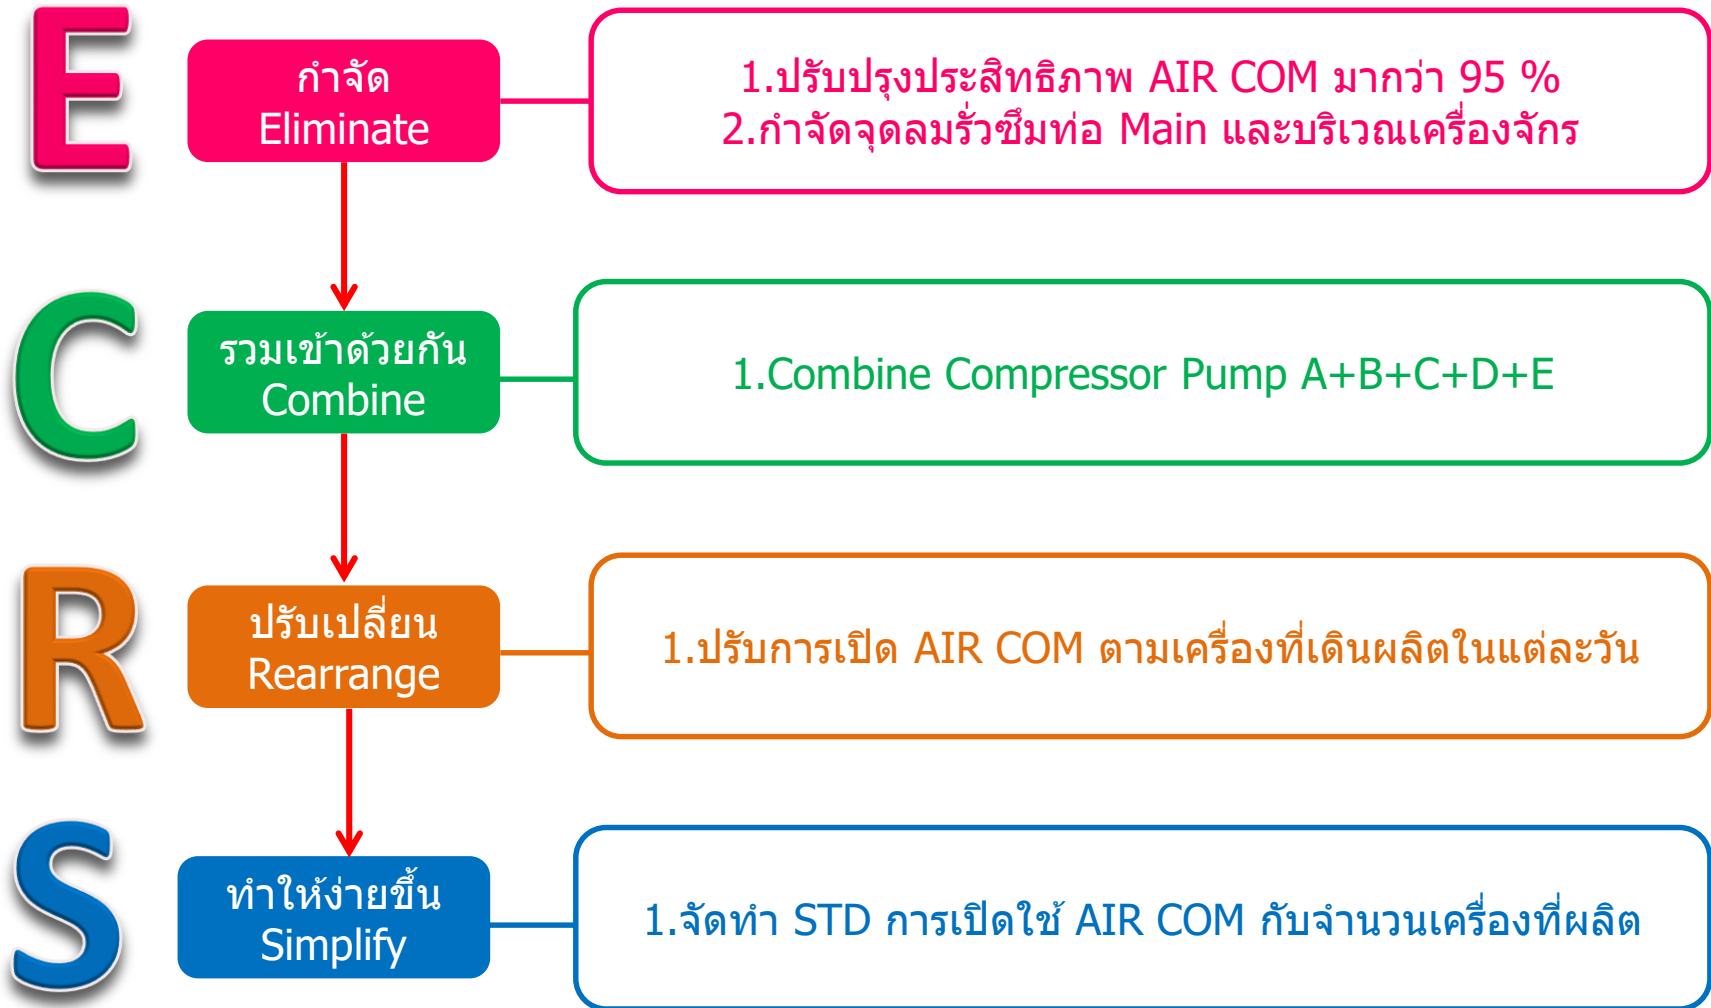 E
กำจัด
Eliminate
1.ปรับปรุงประสิทธิภาพ AIR COM มากว่า 95 %
2.กำจัดจุดลมรั่วซึมท่อ Main และบริเวณเครื่องจักร
C
รวมเข้าด้วยกัน
Combine
1.Combine Compressor Pump A+B+C+D+E
R
ปรับเปลี่ยน
Rearrange
1.ปรับการเปิด AIR COM ตามเครื่องที่เดินผลิตในแต่ละวัน
S
ทำให้ง่ายขึ้น
Simplify
1.จัดทำ STD การเปิดใช้ AIR COM กับจำนวนเครื่องที่ผลิต